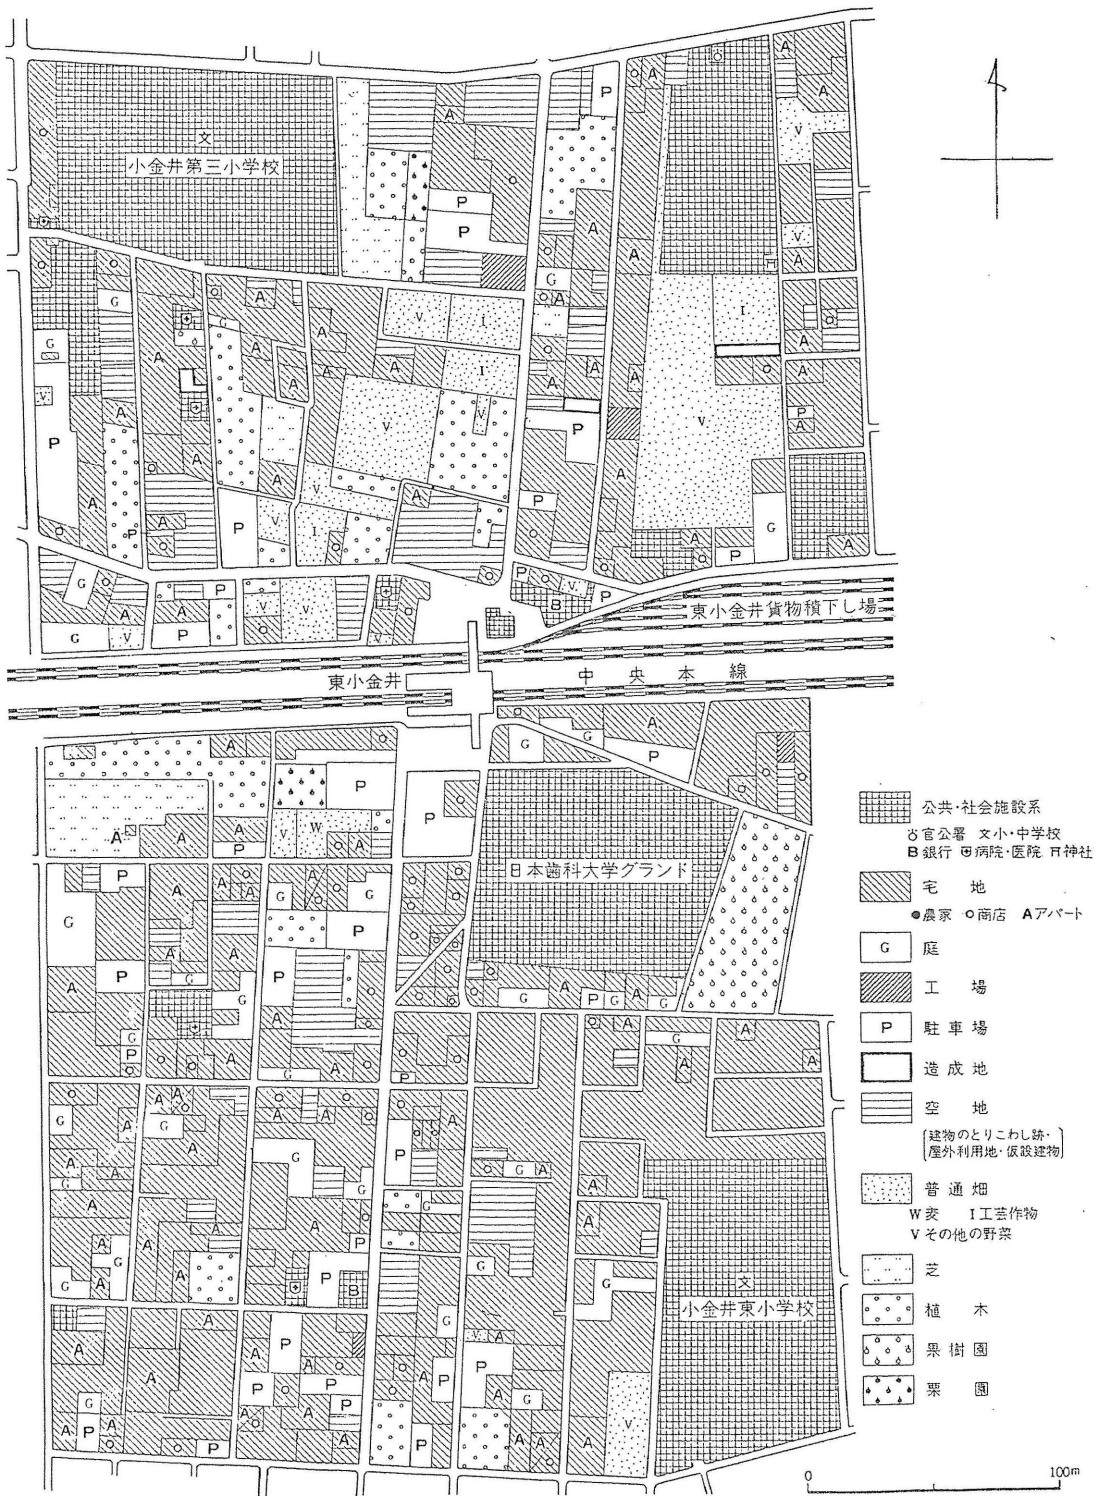 文
小金井第三小学校
東小金井貨物積下し場
東小金井
中央本線
日本歯科大学グランド
文
小金井東小学校
公共・社会施設系
官公署 文小・中学校
B銀行 病院・医院 神社
宅地
農家 商店 Aアパート
G 庭
工場
P 駐車場
造成地
空地
建物のとりこわし跡・
屋外利用地・仮設建物
普通畑
W麦 I工芸作物
Vその他の野菜
芝
植木
果樹園
栗園
0 100m